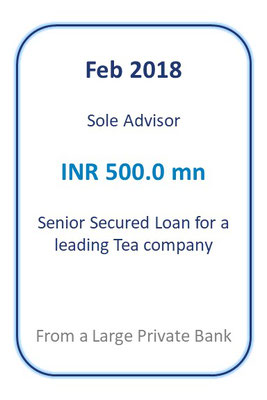 Feb 2018
Sole Advisor
INR 500.0 mn
Senior Secured Loan for a
leading Tea company
From a Large Private Bank